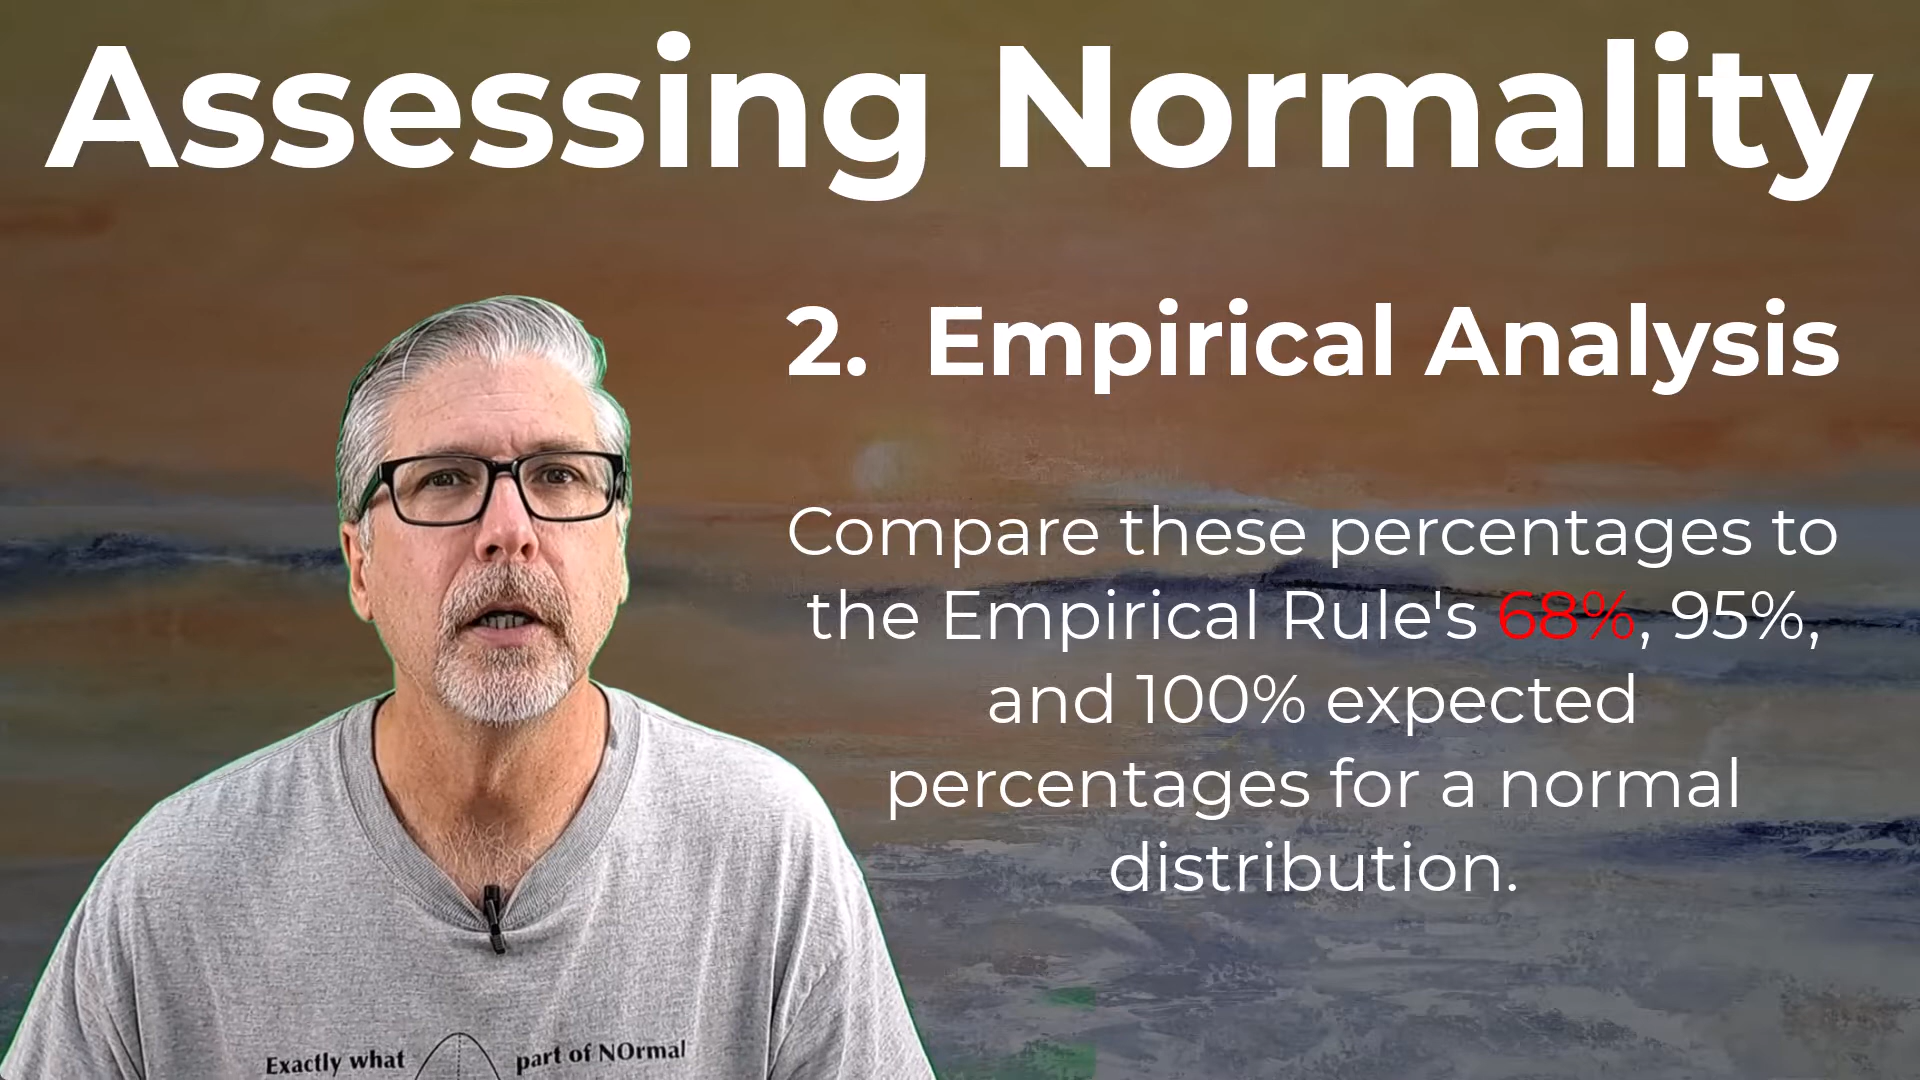 Assessing Normality
2. Empirical Analysis
Compare these percentages to
the Empirical Rule's 68%, 95%,
and 100% expected
percentages for a normal
distribution.
Exactly what part of NOrmal